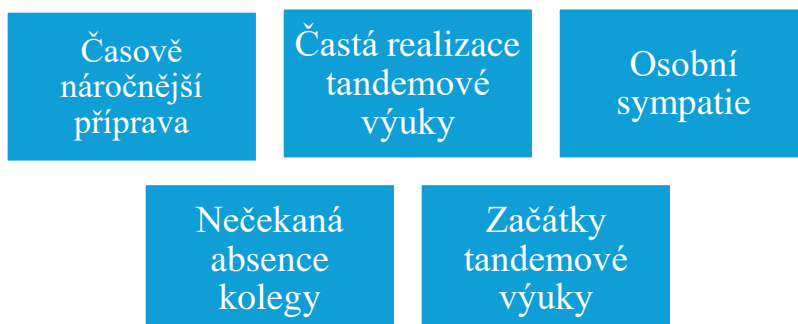 Časově
náročnější
příprava
Častá realizace
tandemové
výuky
Osobní
sympatie
Nečekaná
absence
kolegy
Začátky
tandemové
výuky